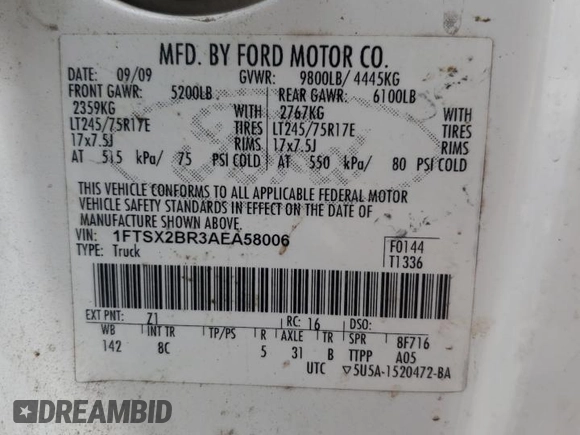 MFD. BY FORD MOTOR CO.
DATE: 09/09 GVWR: 9800LB/ 4445KG
FRONT GAWR: 5200LB REAR GAWR: 6100LB
2359KG WITH 2767KG WITH
LT245/75R17E TIRES LT245/75R17E TIRES
17x7.5J RIMS 17x7.5J RIMS
AT 515 kPa/ 75 PSI COLD AT 550 kPa/ 80 PSI COLD
THIS VEHICLE CONFORMS TO ALL APPLICABLE FEDERAL MOTOR
VEHICLE SAFETY STANDARDS IN EFFECT ON THE DATE OF
MANUFACTURE SHOWN ABOVE.
VIN: 1FTSX2BR3AEA58006 F0144
TYPE: Truck T1336
EXT PNT: Z1 RC: 16 DSO:
WB INT TR TP/PS R AXLE TR SPR 8F716
142 8C 5 31 B TTPP A05
UTC ▽5U5A-1520472-BA
Ford
DREAMBID